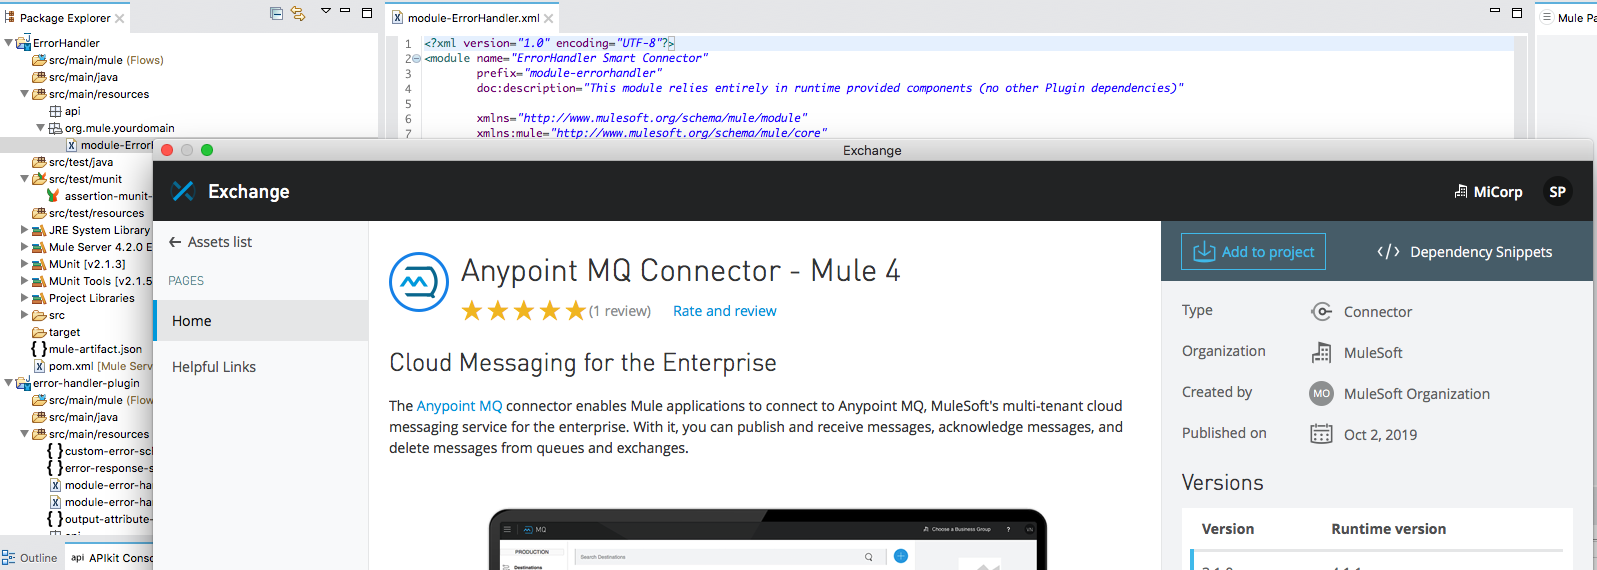 Package Explorer
module-ErrorHandler.xml
Mule Pa
ErrorHandler
src/main/mule (Flows)
src/main/java
src/main/resources
api
org.mule.yourdomain
module-ErrorH
src/test/java
src/test/munit
assertion-munit-
src/test/resources
JRE System Library
Mule Server 4.2.0 E
MUnit [v2.1.3]
MUnit Tools [v2.1.5
Project Libraries
src
target
mule-artifact.json
pom.xml [Mule Serv
error-handler-plugin
src/main/mule (Flow
src/main/java
src/main/resources
custom-error-sc
error-response-s
module-error-ha
module-error-ha
output-attribute-
Outline
api APIkit Conso
1 <?xml version="1.0" encoding="UTF-8"?>
2 <module name="ErrorHandler Smart Connector"
3 prefix="module-errorhandler"
4 doc:description="This module relies entirely in runtime provided components (no other Plugin dependencies)"
5
6 xmlns="http://www.mulesoft.org/schema/mule/module"
7 xmlns:mule="http://www.mulesoft.org/schema/mule/core"
Exchange
Exchange
MiCorp
SP
Assets list
PAGES
Home
Helpful Links
Anypoint MQ Connector - Mule 4
(1 review) Rate and review
Cloud Messaging for the Enterprise
The Anypoint MQ connector enables Mule applications to connect to Anypoint MQ, MuleSoft's multi-tenant cloud
messaging service for the enterprise. With it, you can publish and receive messages, acknowledge messages, and
delete messages from queues and exchanges.
MQ
Choose a Business Group
?
PRODUCTION
Search Destinations
Destinations
Add to project
</> Dependency Snippets
Type Connector
Organization MuleSoft
Created by MO MuleSoft Organization
Published on Oct 2, 2019
Versions
Version Runtime version